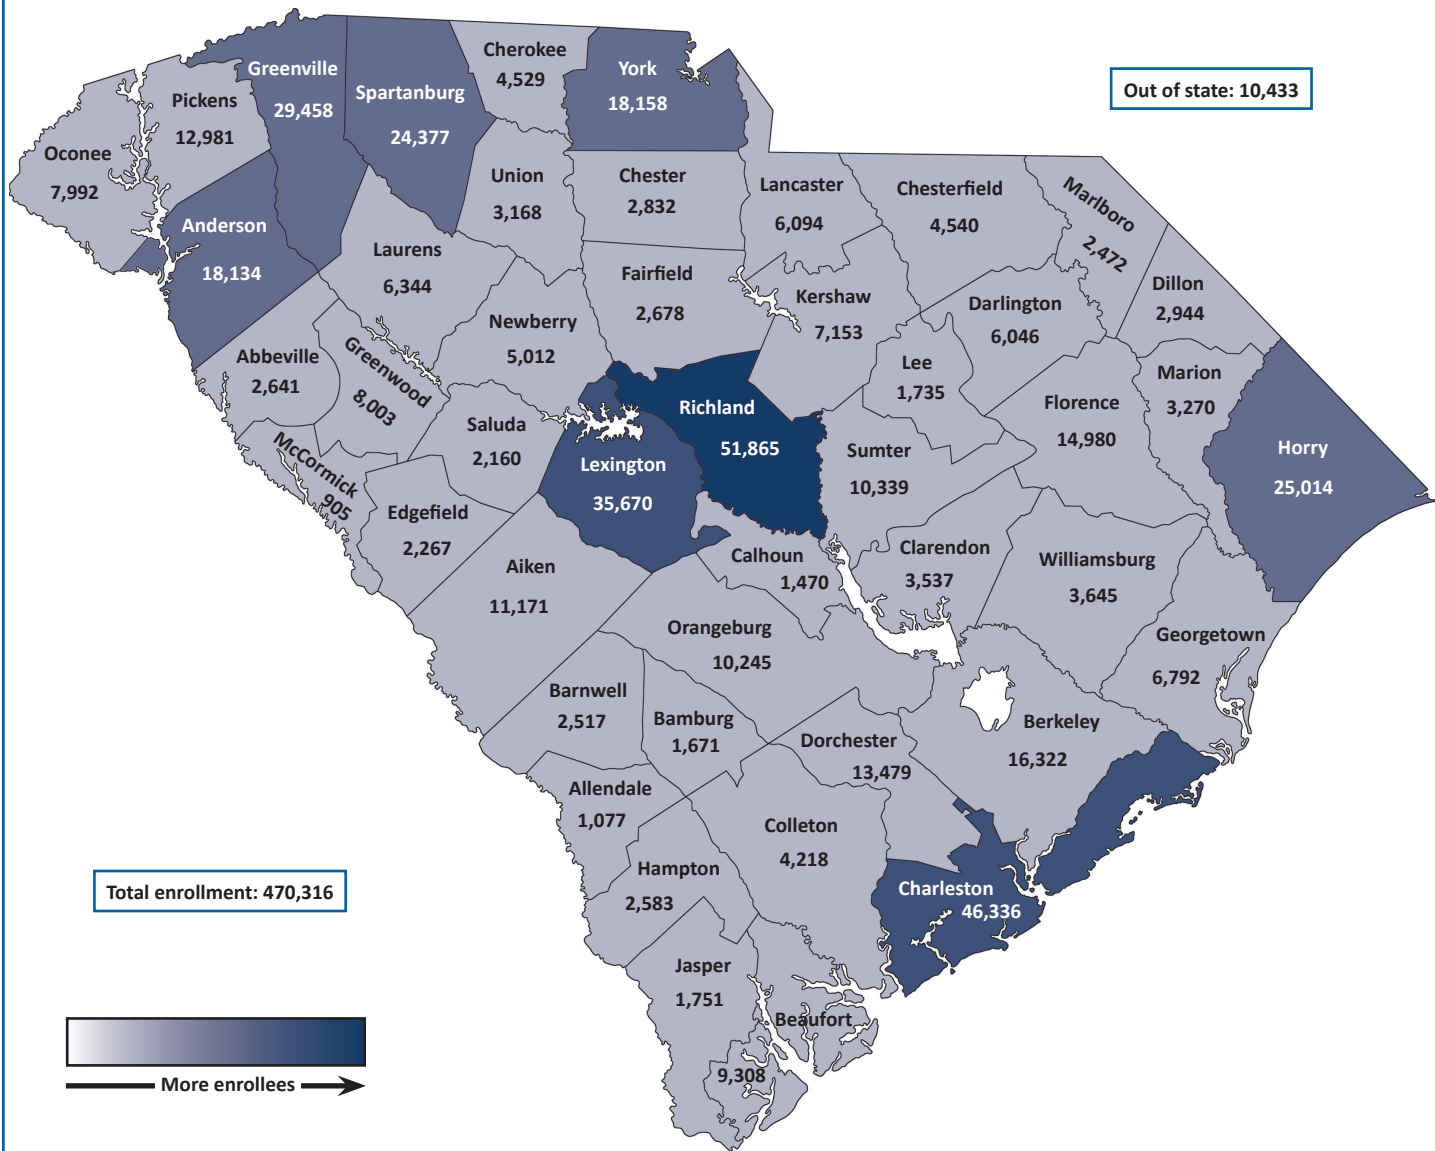 Cherokee
4,529
York
18,158
Greenville
29,458
Spartanburg
24,377
Out of state: 10,433
Pickens
12,981
Oconee
7,992
Union
3,168
Chester
2,832
Lancaster
6,094
Chesterfield
4,540
Marlboro
2,472
Anderson
18,134
Laurens
6,344
Fairfield
2,678
Kershaw
7,153
Darlington
6,046
Dillon
2,944
Newberry
5,012
Abbeville
2,641
Greenwood
8,003
Lee
1,735
Marion
3,270
Richland
51,865
Florence
14,980
Saluda
2,160
Lexington
35,670
Sumter
10,339
Horry
25,014
McCormick
905
Edgefield
2,267
Aiken
11,171
Calhoun
1,470
Clarendon
3,537
Williamsburg
3,645
Orangeburg
10,245
Georgetown
6,792
Barnwell
2,517
Bamburg
1,671
Dorchester
13,479
Berkeley
16,322
Allendale
1,077
Colleton
4,218
Hampton
2,583
Charleston
46,336
Total enrollment: 470,316
Jasper
1,751
Beaufort
9,308
More enrollees